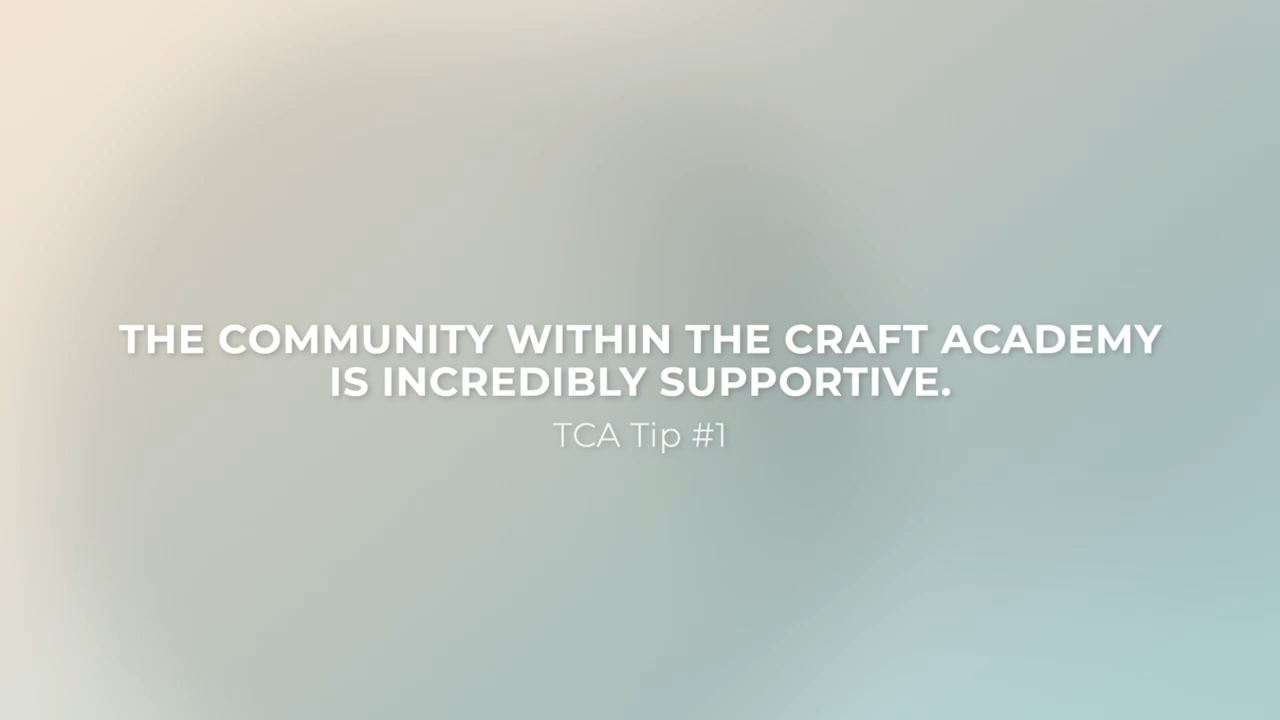 THE COMMUNITY WITHIN THE CRAFT ACADEMY
IS INCREDIBLY SUPPORTIVE.
TCA Tip #1